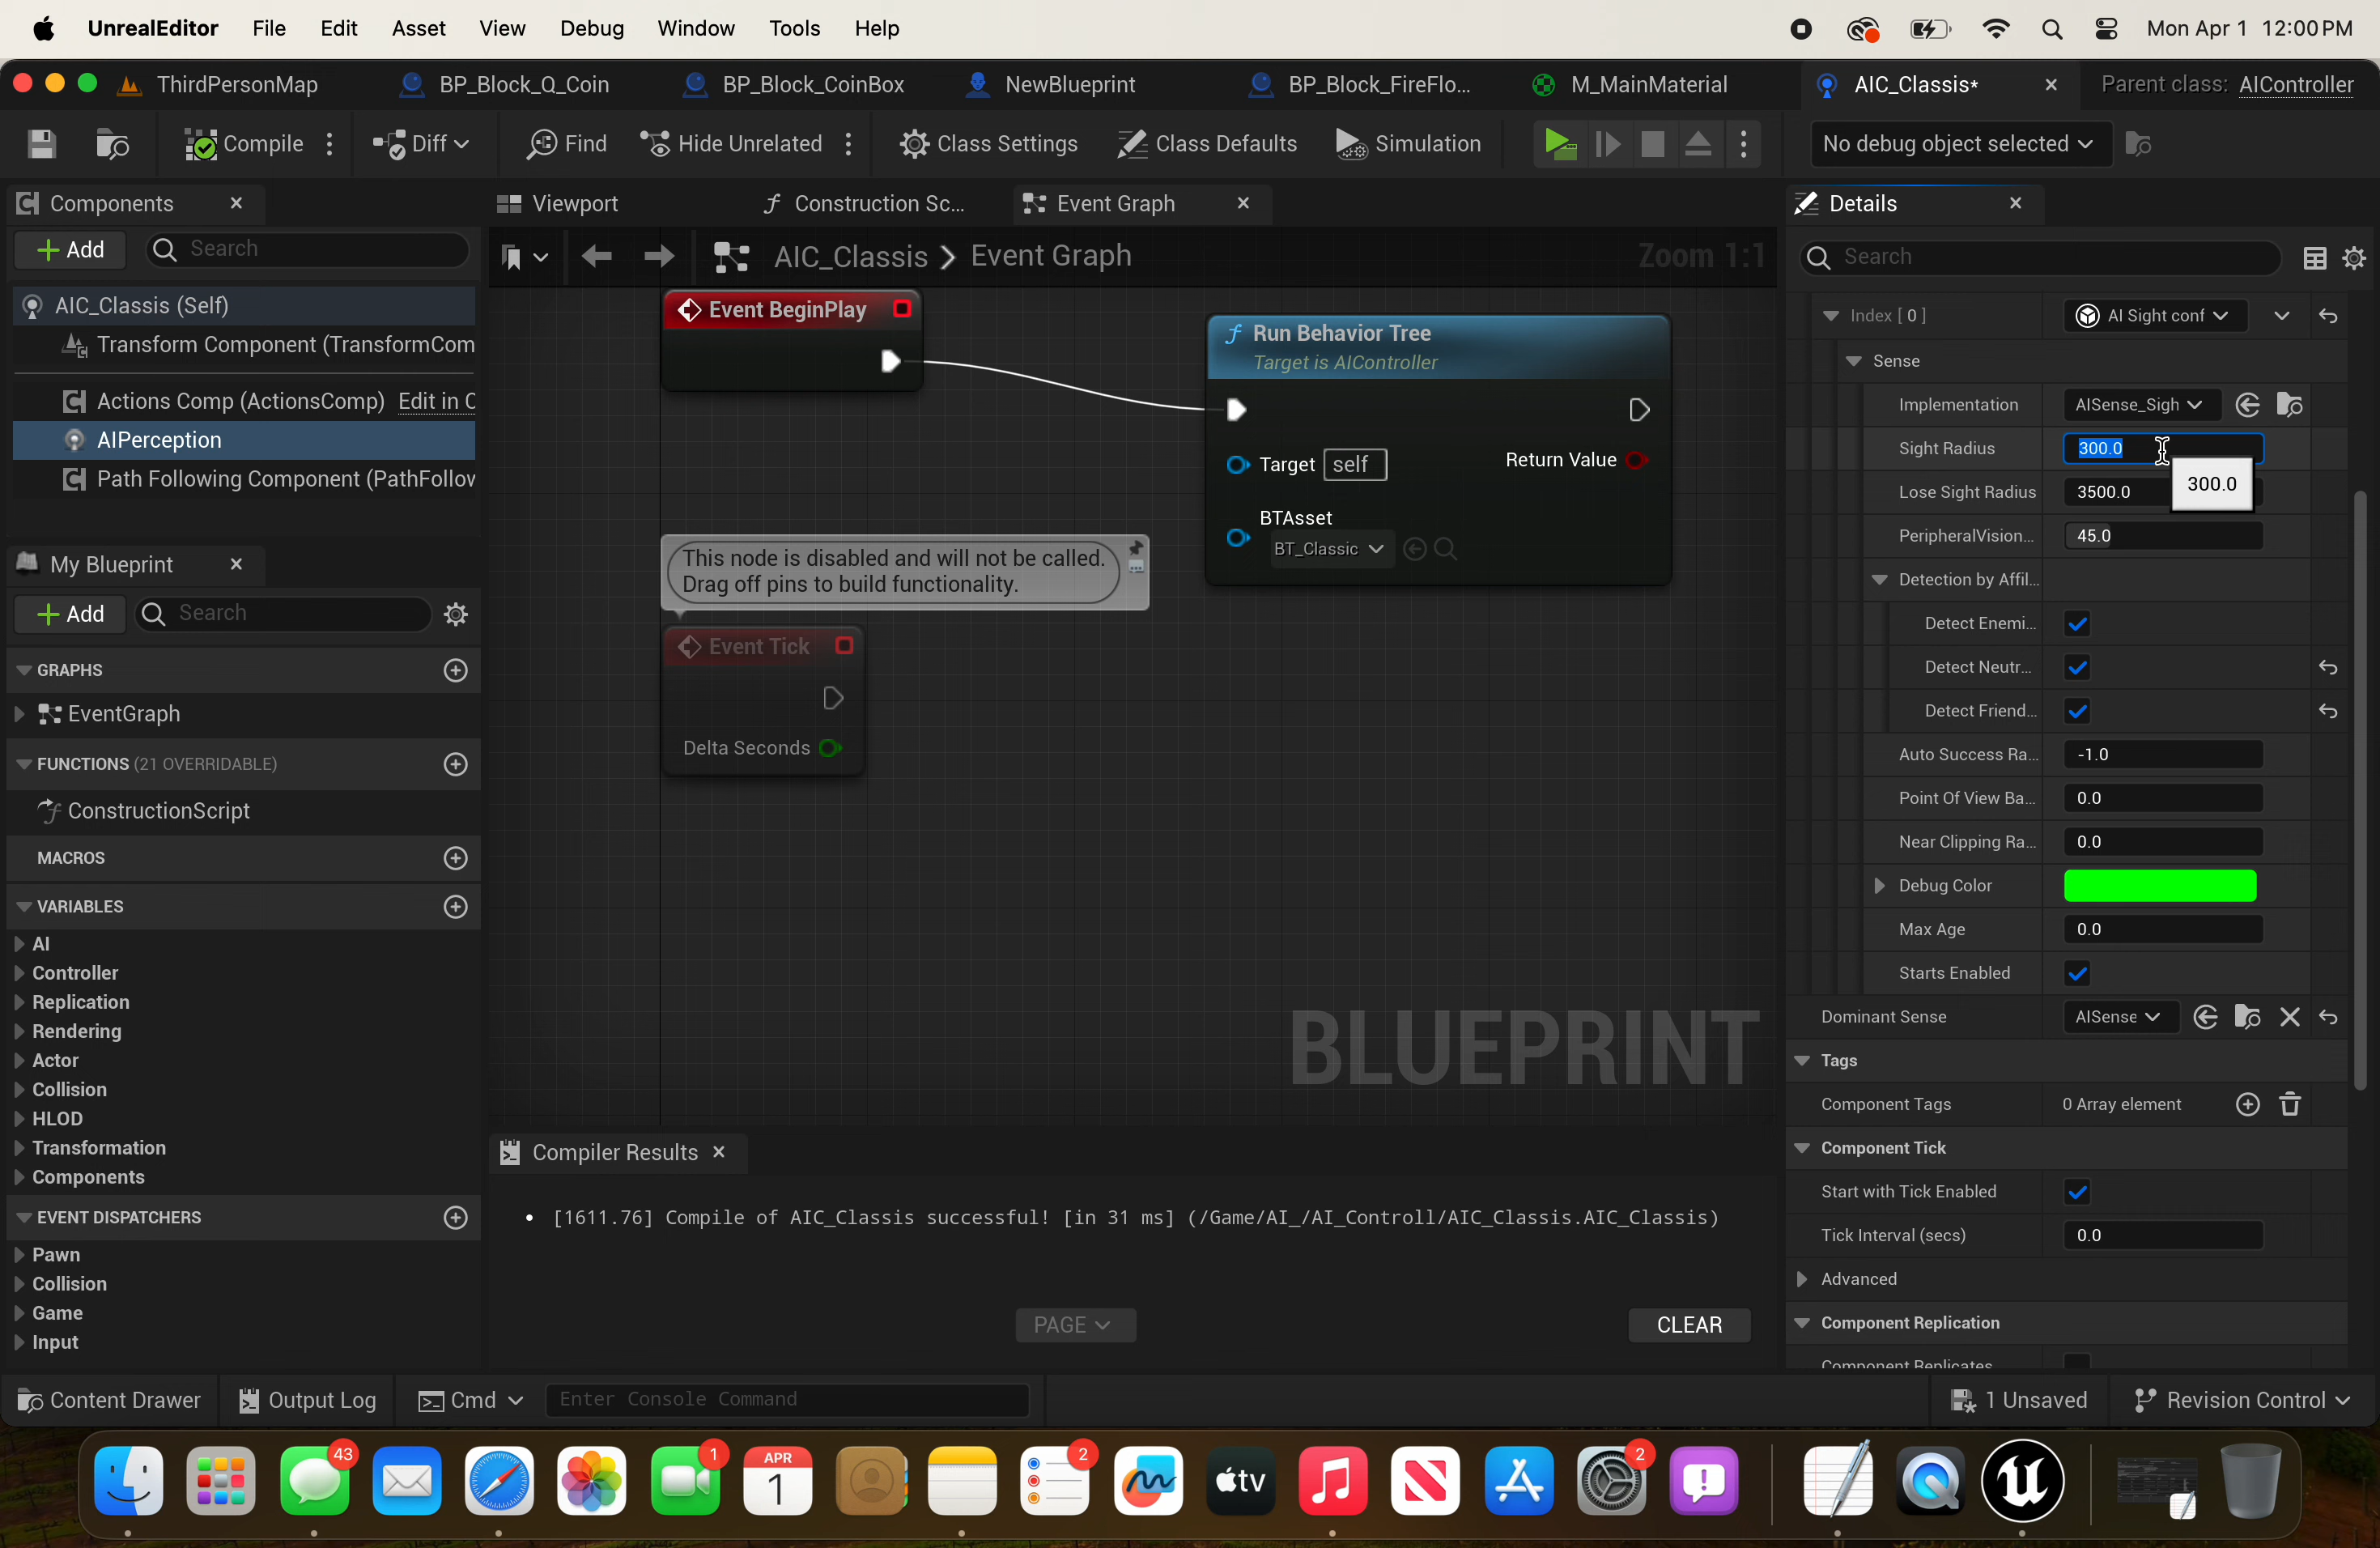 UnrealEditor File Edit Asset View Debug Window Tools Help
Mon Apr 1 12:00 PM
ThirdPersonMap
BP_Block_Q_Coin
BP_Block_CoinBox
NewBlueprint
BP_Block_FireFlo...
M_MainMaterial
AIC_Classis*
Parent class: AIController
Compile
Diff
Find
Hide Unrelated
Class Settings
Class Defaults
Simulation
No debug object selected
Components
Add
Search
AIC_Classis (Self)
Transform Component (TransformCom
Actions Comp (ActionsComp) Edit in C
AIPerception
Path Following Component (PathFollov
My Blueprint
Add
Search
GRAPHS
EventGraph
FUNCTIONS (21 OVERRIDABLE)
ConstructionScript
MACROS
VARIABLES
AI
Controller
Replication
Rendering
Actor
Collision
HLOD
Transformation
Components
EVENT DISPATCHERS
Pawn
Collision
Game
Input
Viewport
Construction Sc...
Event Graph
AIC_Classis > Event Graph
Zoom 1:1
Event BeginPlay
Run Behavior Tree
Target is AIController
Target self
Return Value
BTAsset
BT_Classic
This node is disabled and will not be called.
Drag off pins to build functionality.
Event Tick
Delta Seconds
BLUEPRINT
Compiler Results
• [1611.76] Compile of AIC_Classis successful! [in 31 ms] (/Game/AI_/AI_Controll/AIC_Classis.AIC_Classis)
PAGE
CLEAR
Details
Search
Index [ 0 ] AI Sight conf
Sense
Implementation AISense_Sigh
Sight Radius 300.0
300.0
Lose Sight Radius 3500.0
PeripheralVision... 45.0
Detection by Affil...
Detect Enemi...
Detect Neutr...
Detect Friend...
Auto Success Ra... -1.0
Point Of View Ba... 0.0
Near Clipping Ra... 0.0
Debug Color
Max Age 0.0
Starts Enabled
Dominant Sense AISense
Tags
Component Tags 0 Array element
Component Tick
Start with Tick Enabled
Tick Interval (secs) 0.0
Advanced
Component Replication
Component Replicates
Content Drawer
Output Log
Cmd
Enter Console Command
1 Unsaved
Revision Control
43
1
APR
1
2
tv
2